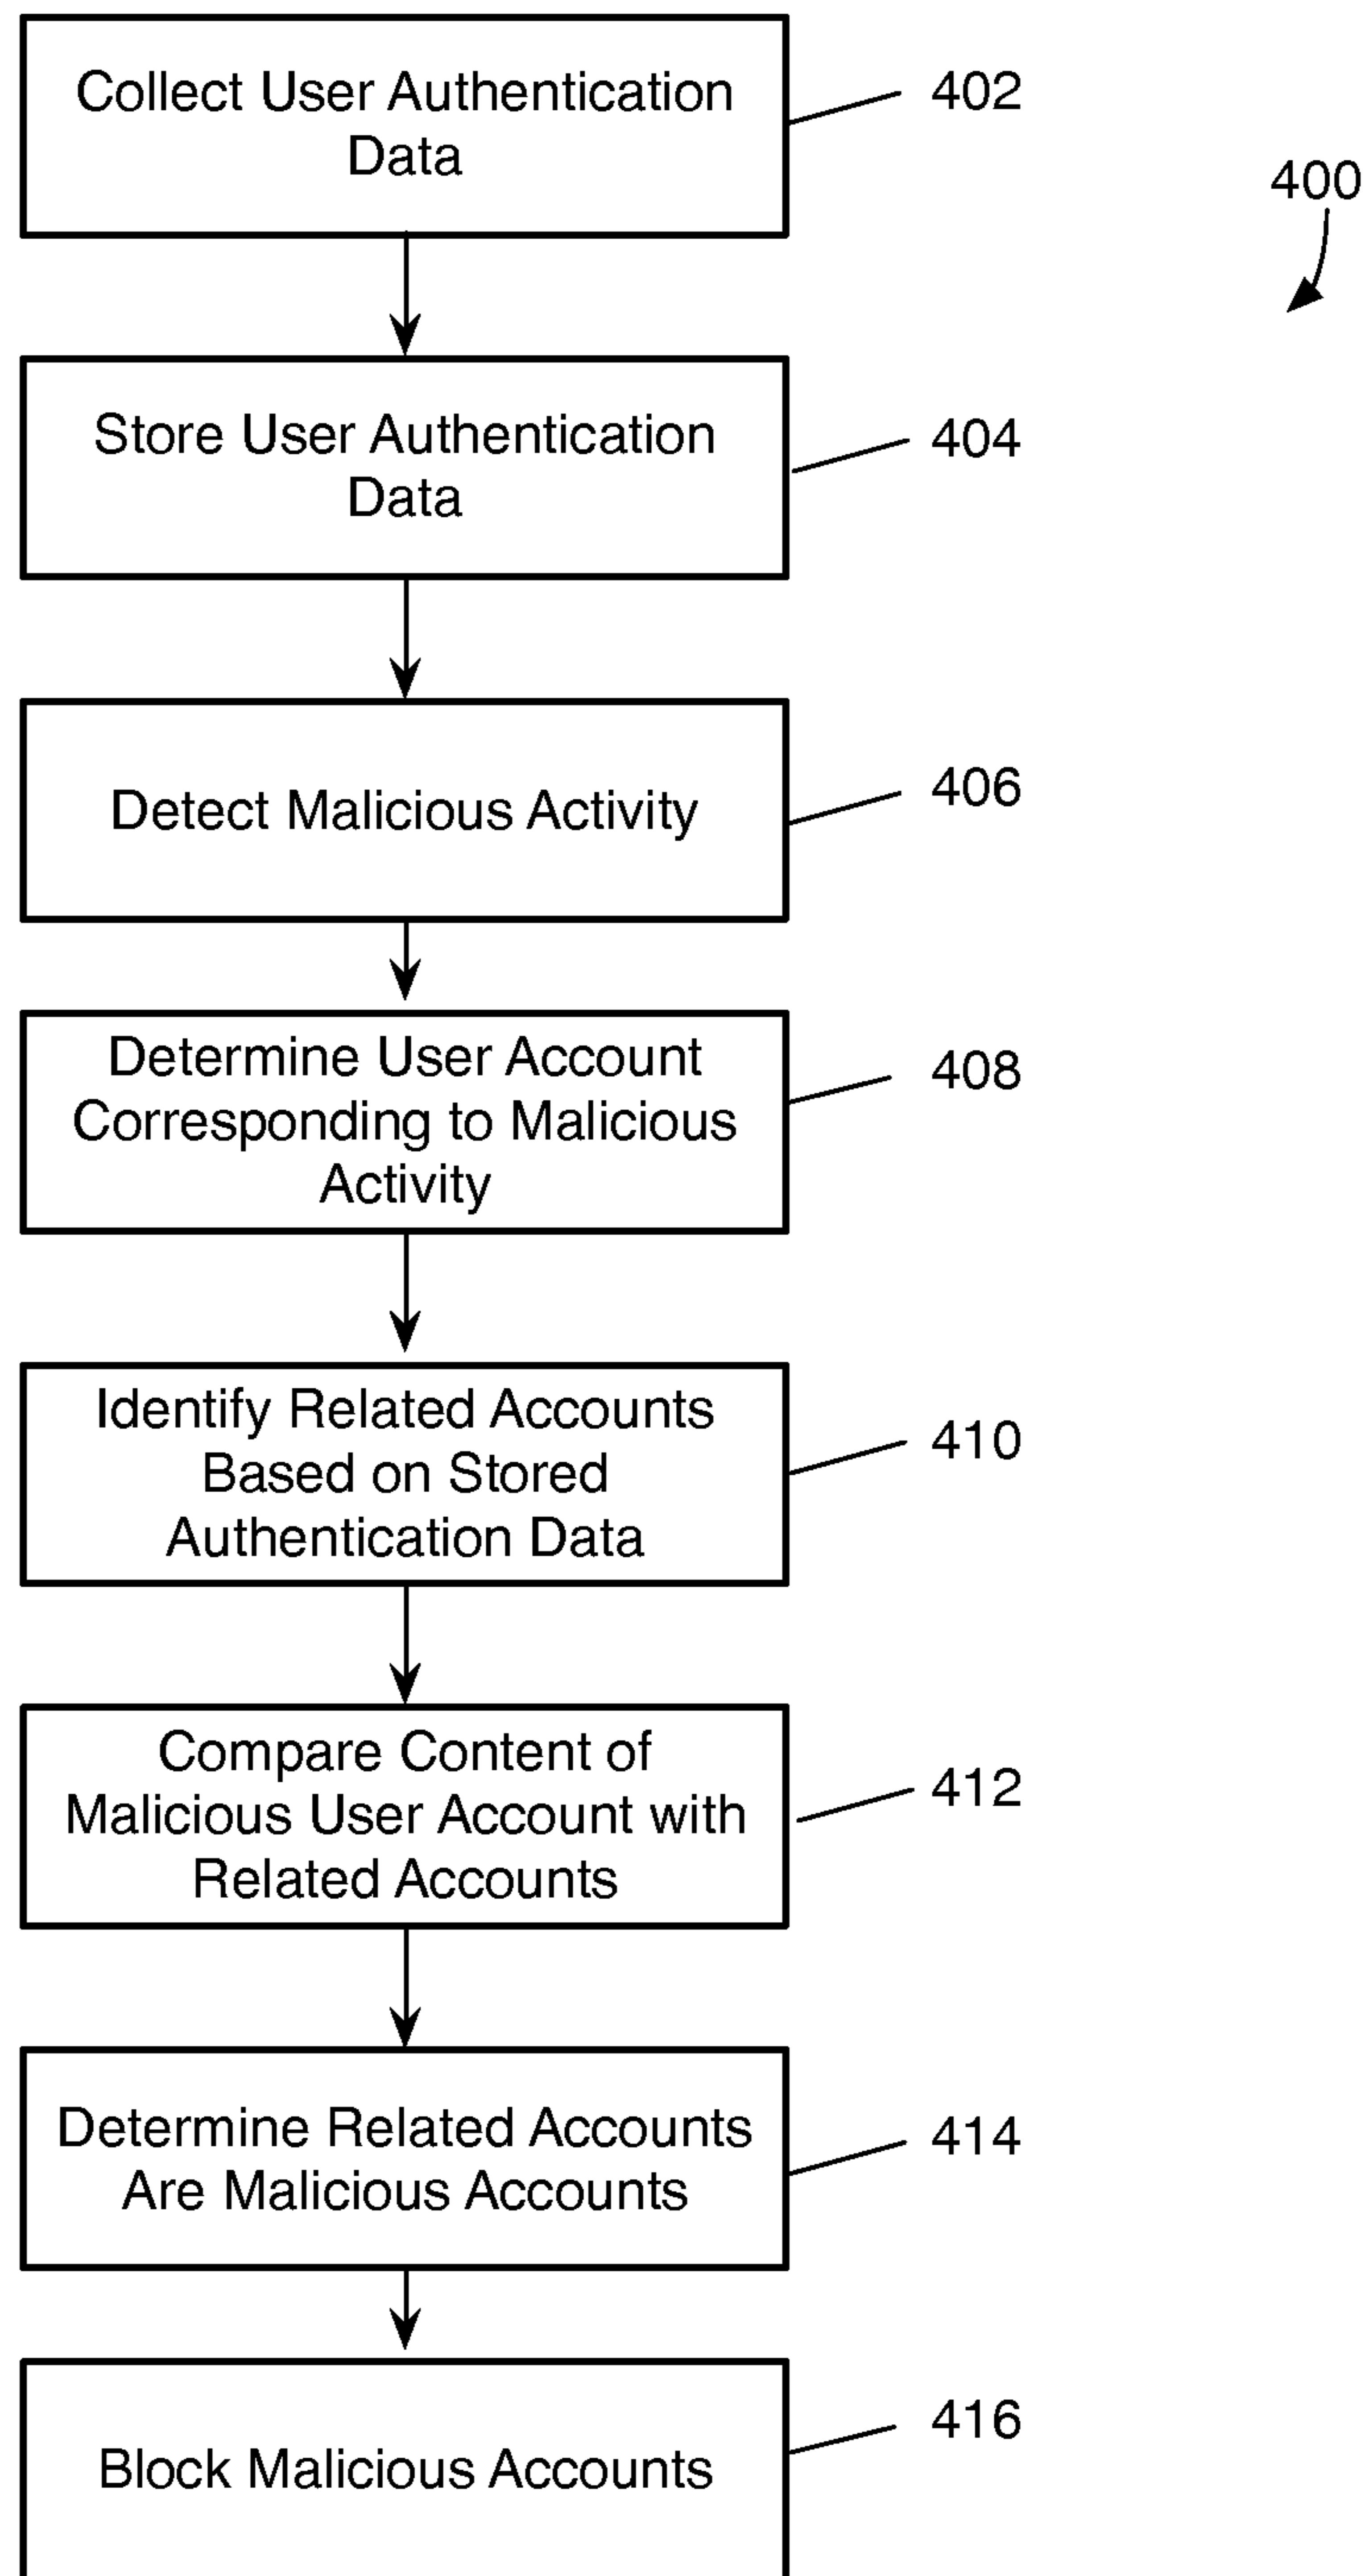 Collect User Authentication
Data
402
400
Store User Authentication
Data
404
Detect Malicious Activity
406
Determine User Account
Corresponding to Malicious
Activity
408
Identify Related Accounts
Based on Stored
Authentication Data
410
Compare Content of
Malicious User Account with
Related Accounts
412
Determine Related Accounts
Are Malicious Accounts
414
Block Malicious Accounts
416